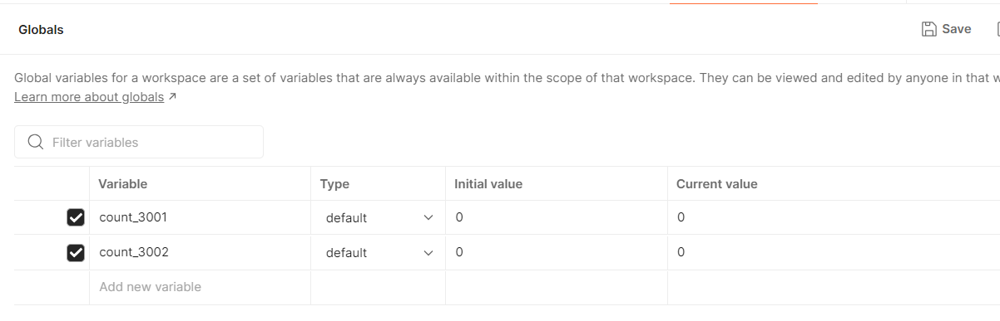 Globals
Save
Global variables for a workspace are a set of variables that are always available within the scope of that workspace. They can be viewed and edited by anyone in that
Learn more about globals ↗
Filter variables
Variable Type Initial value Current value
count_3001 default 0 0
count_3002 default 0 0
Add new variable